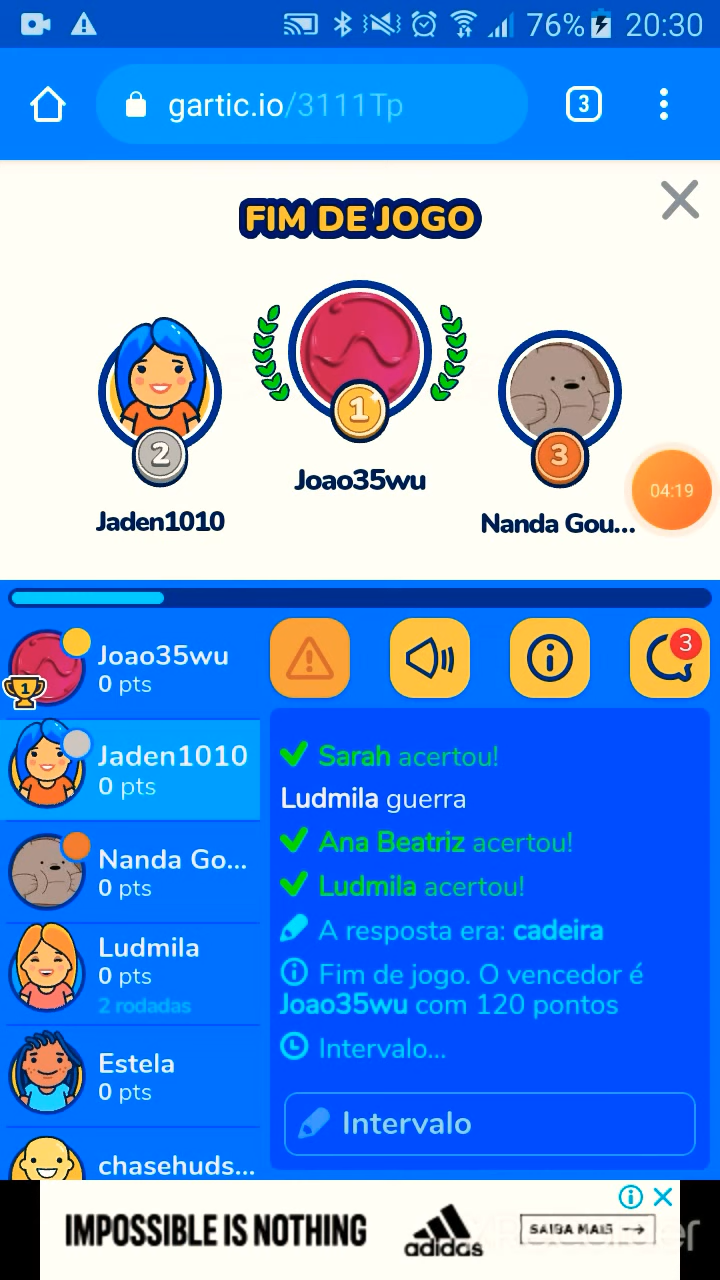 76% 20:30
gartic.io/3111Tp
3
FIM DE JOGO
1
2
3
Joao35wu
Jaden1010
Nanda Gou...
04:19
Joao35wu
0 pts
1
Jaden1010
0 pts
Nanda Go...
0 pts
Ludmila
0 pts
2 rodadas
Estela
0 pts
chasehuds...
3
Sarah acertou!
Ludmila guerra
Ana Beatriz acertou!
Ludmila acertou!
A resposta era: cadeira
Fim de jogo. O vencedor é
Joao35wu com 120 pontos
Intervalo...
Intervalo
IMPOSSIBLE IS NOTHING
adidas
SAIBA MAIS